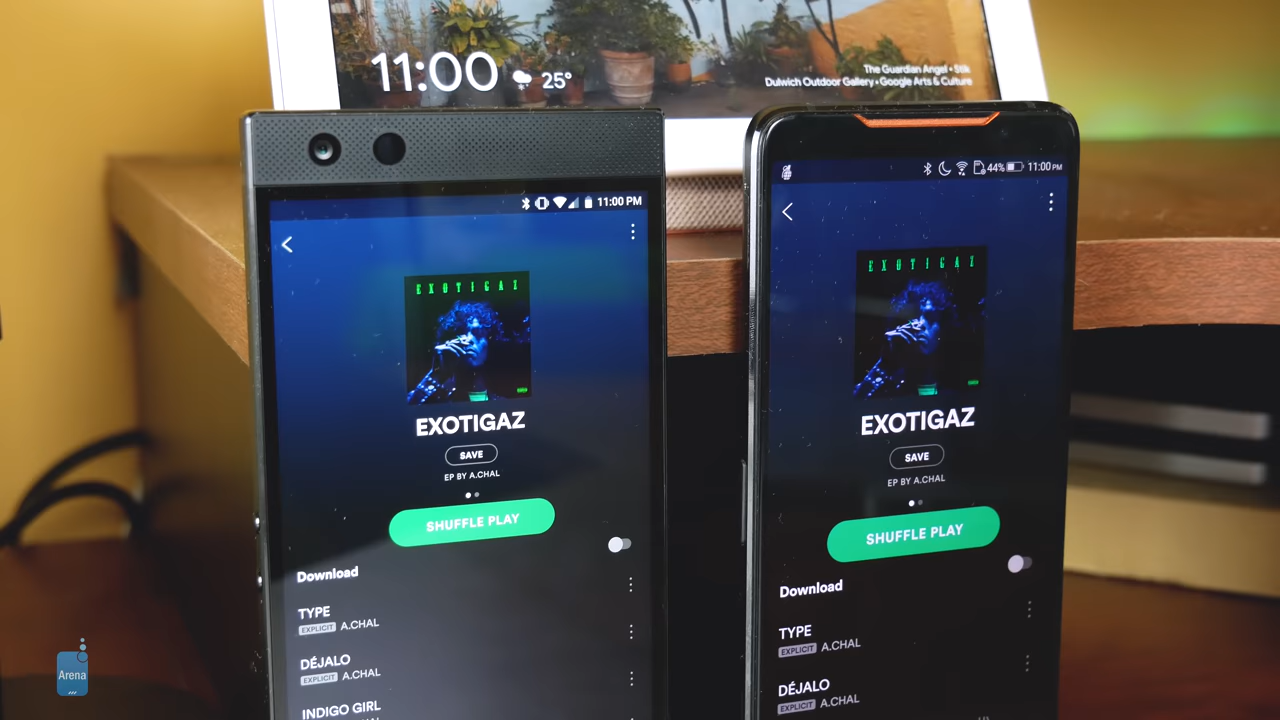 11:00 25°
The Guardian Angel • Stik
Dulwich Outdoor Gallery • Google Arts & Culture
11:00 PM
EXOTIGAZ
EXOTIGAZ
SAVE
EP BY A.CHAL
SHUFFLE PLAY
Download
TYPE
EXPLICIT A.CHAL
DÉJALO
EXPLICIT A.CHAL
INDIGO GIRL
44% 11:00 PM
EXOTIGAZ
EXOTIGAZ
SAVE
EP BY A.CHAL
SHUFFLE PLAY
Download
TYPE
EXPLICIT A.CHAL
DÉJALO
EXPLICIT A.CHAL
Arena